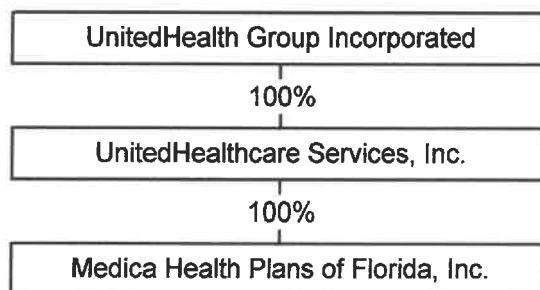 UnitedHealth Group Incorporated
100%
UnitedHealthcare Services, Inc.
100%
Medica Health Plans of Florida, Inc.